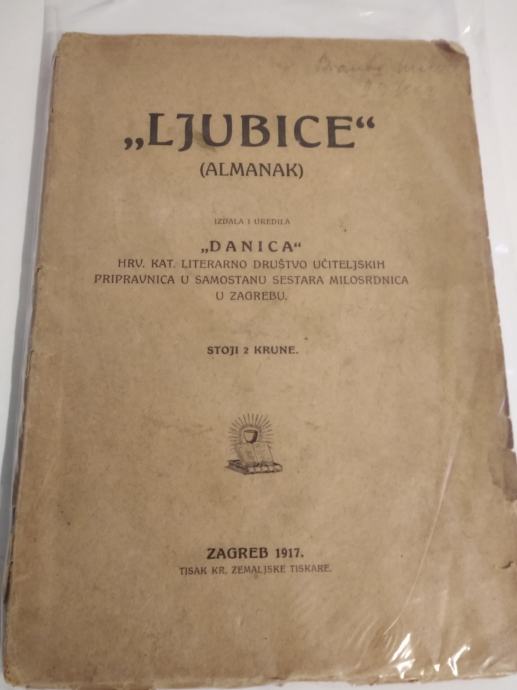 „LJUBICE“
(ALMANAK)
IZDALA I UREDILA
„DANICA“
HRV. KAT. LITERARNO DRUŠTVO UČITELJSKIH
PRIPRAVNICA U SAMOSTANU SESTARA MILOSRDNICA
U ZAGREBU.
STOJI 2 KRUNE.
ZAGREB 1917.
TISAK KR. ZEMALJSKE TISKARE.